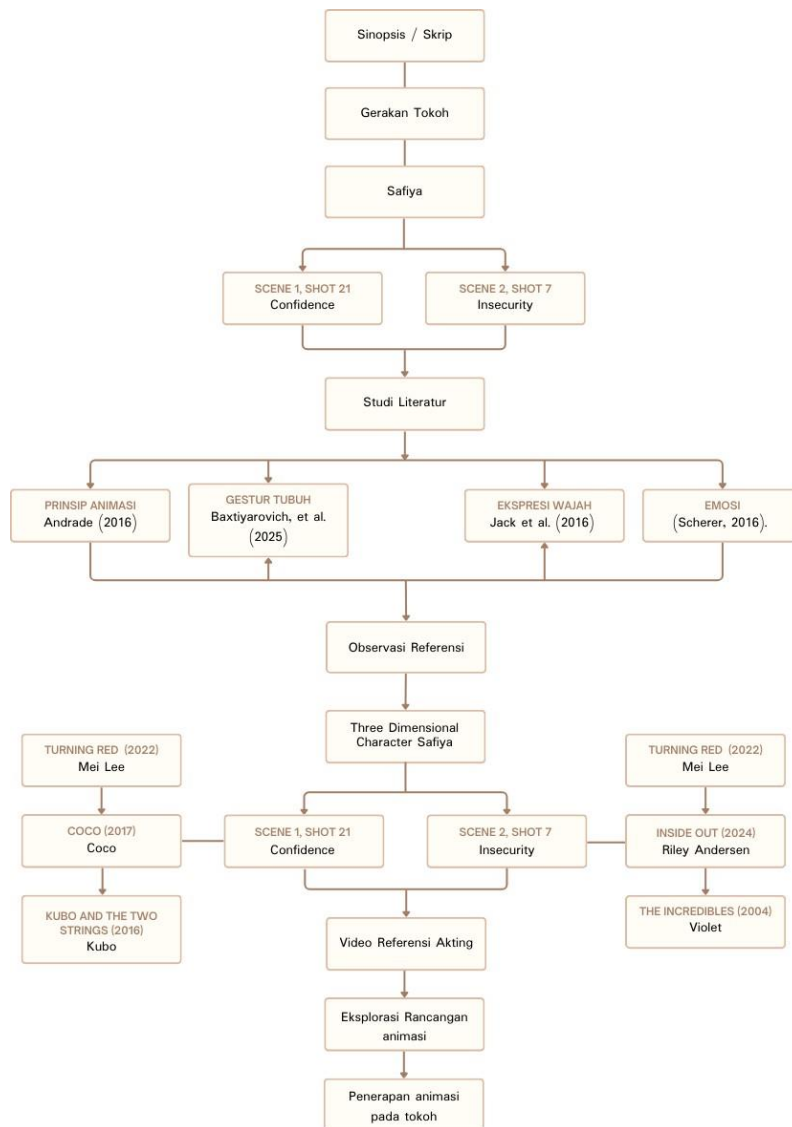 Sinopsis / Skrip
Gerakan Tokoh
Safiya
SCENE 1, SHOT 21
Confidence
SCENE 2, SHOT 7
Insecurity
Studi Literatur
PRINSIP ANIMASI
Andrade (2016)
GESTUR TUBUH
Baxtiyarovich, et al.
(2025)
EKSPRESI WAJAH
Jack et al. (2016)
EMOSI
(Scherer, 2016).
Observasi Referensi
Three Dimensional
Character Safiya
TURNING RED (2022)
Mei Lee
TURNING RED (2022)
Mei Lee
COCO (2017)
Coco
SCENE 1, SHOT 21
Confidence
SCENE 2, SHOT 7
Insecurity
INSIDE OUT (2024)
Riley Andersen
KUBO AND THE TWO
STRINGS (2016)
Kubo
THE INCREDIBLES (2004)
Violet
Video Referensi Akting
Eksplorasi Rancangan
animasi
Penerapan animasi
pada tokoh